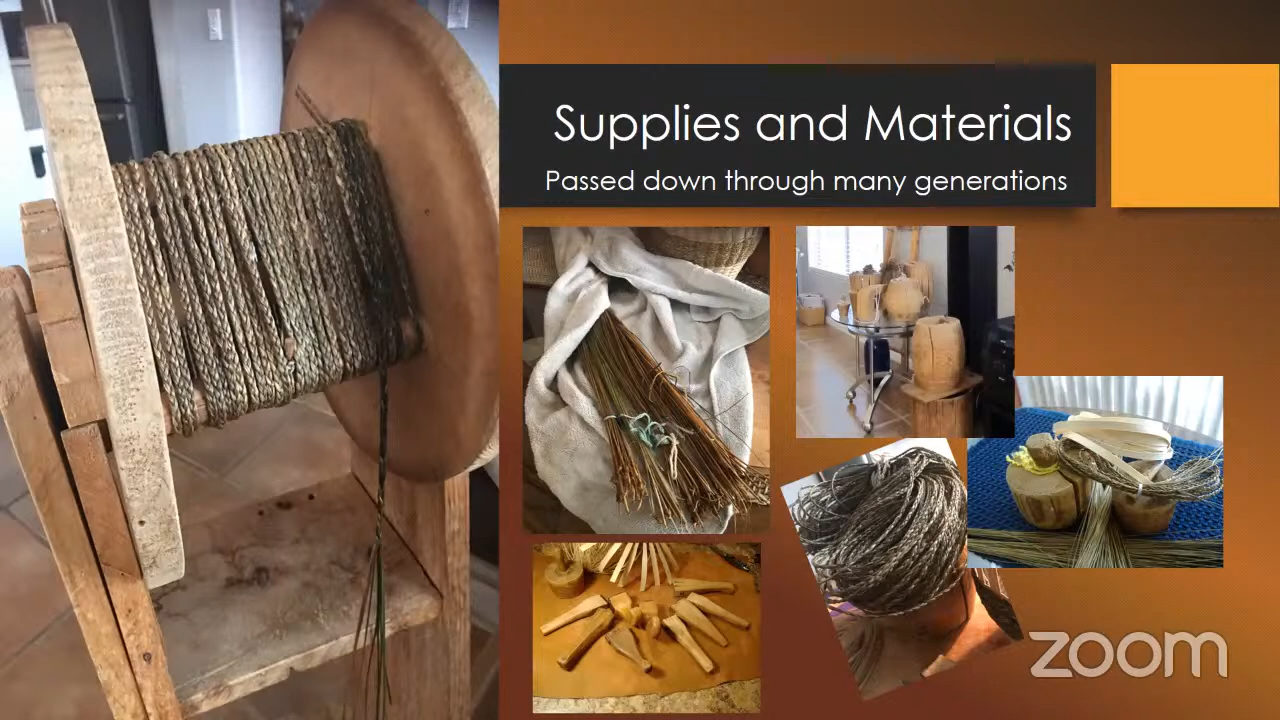 Supplies and Materials
Passed down through many generations
zoom